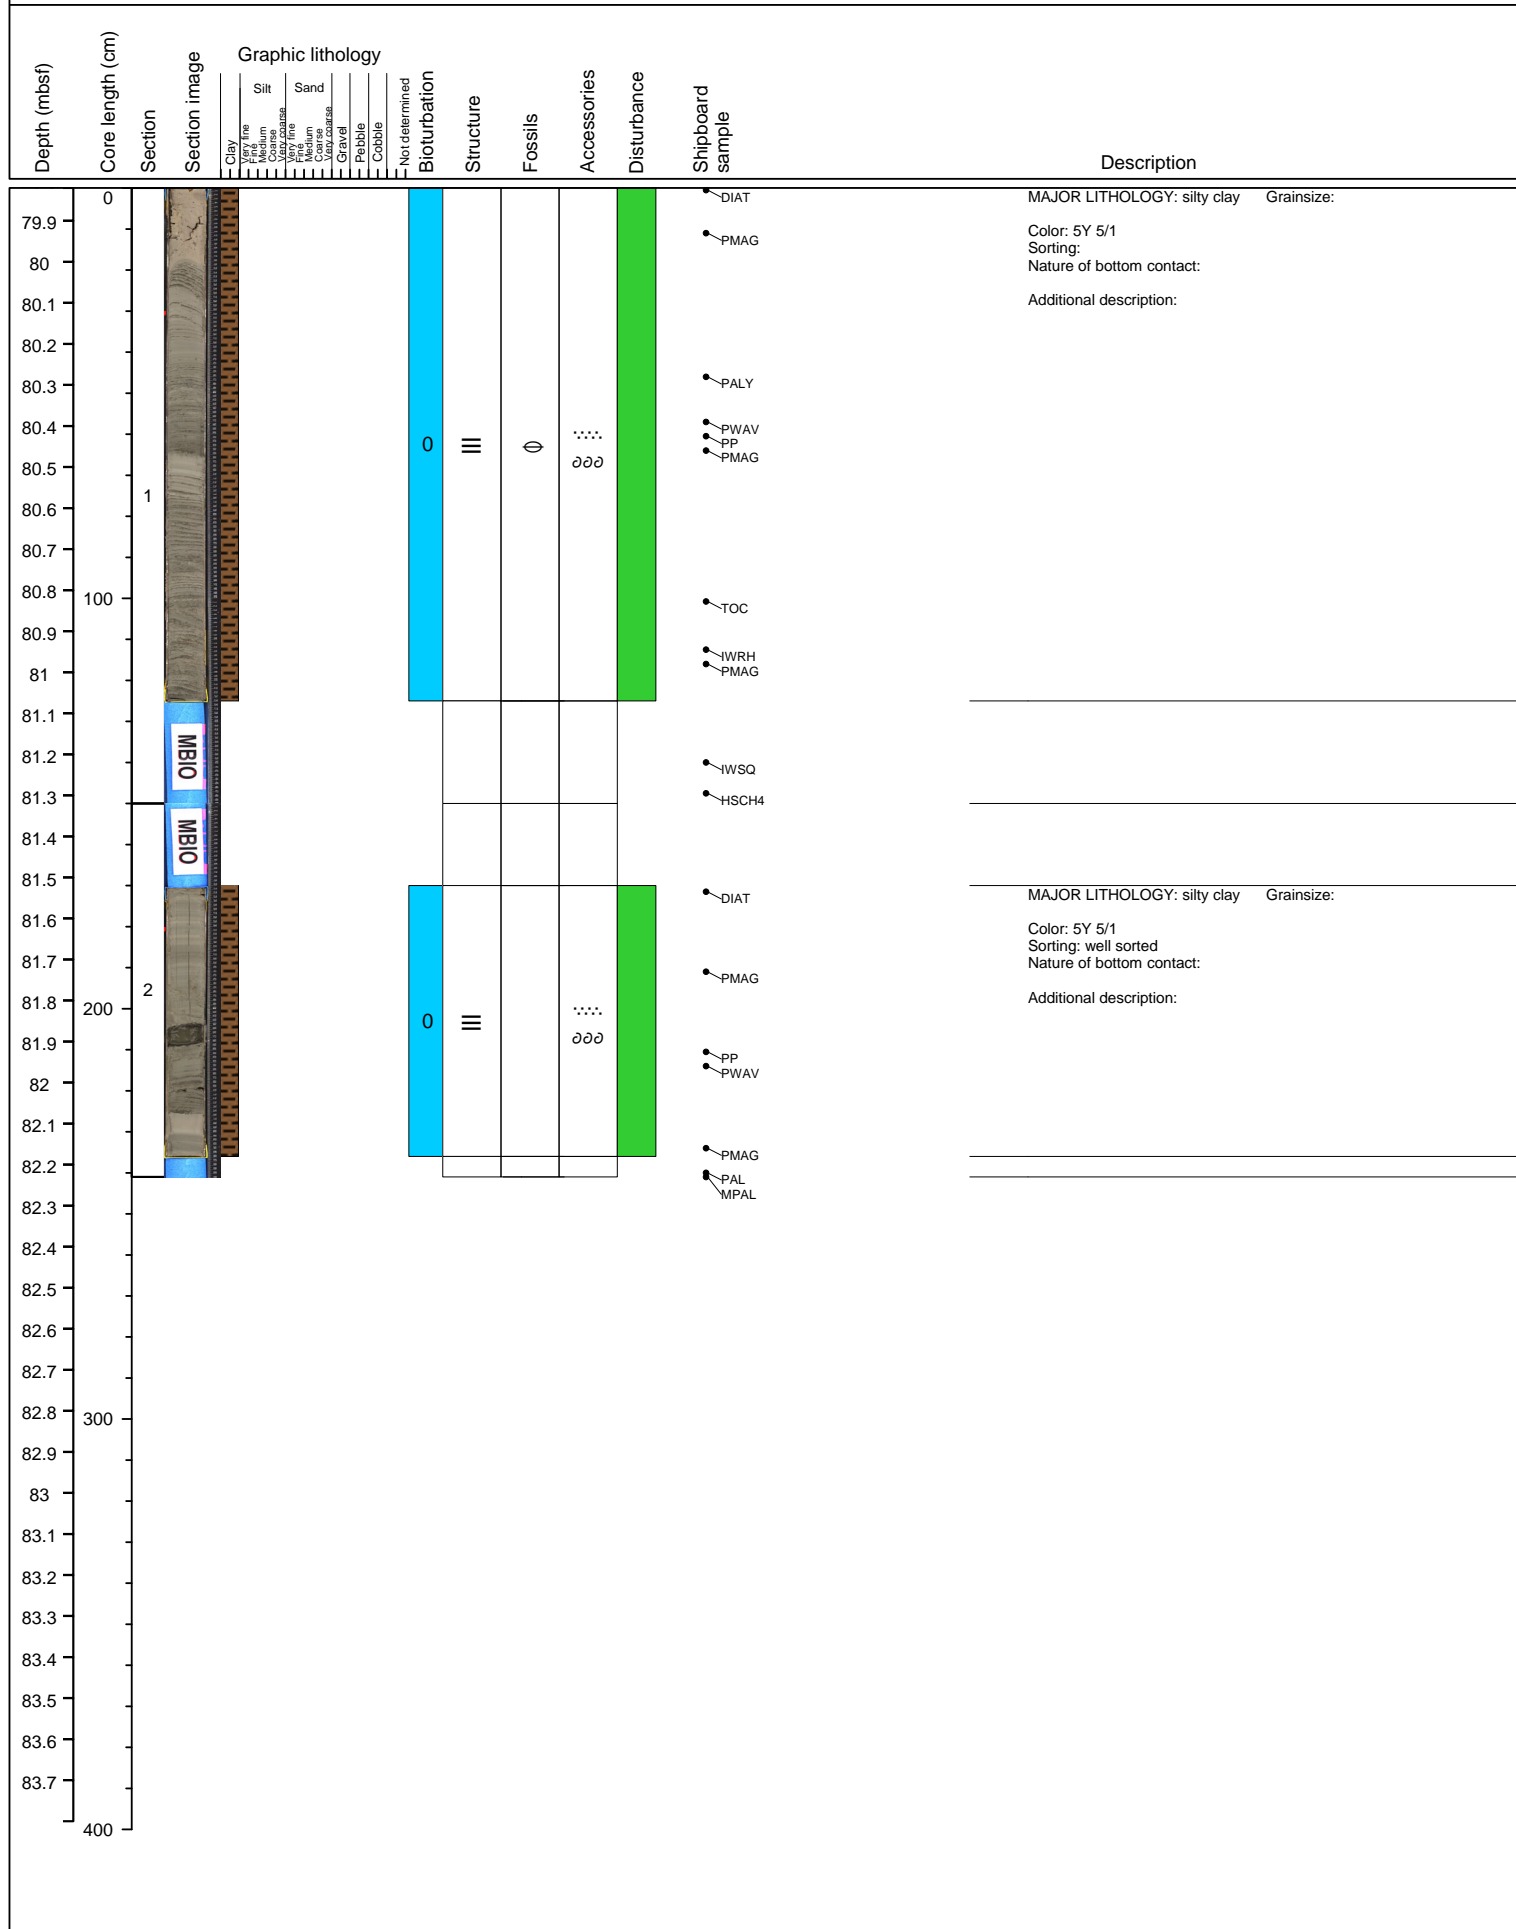 Depth (mbsf)
Core length (cm)
Section
Section image
Graphic lithology
Silt
Sand
Clay
Very fine
Fine
Medium
Coarse
Very coarse
Very fine
Fine
Medium
Coarse
Very coarse
Gravel
Pebble
Cobble
Not determined
Bioturbation
Structure
Fossils
Accessories
Disturbance
Shipboard
sample
Description
0
DIAT
MAJOR LITHOLOGY: silty clay Grainsize:
79.9
Color: 5Y 5/1
PMAG
Sorting:
80
Nature of bottom contact:
80.1
Additional description:
80.2
80.3
PALY
80.4
PWAV
0
PP
80.5
PMAG
1
80.6
80.7
80.8
100
TOC
80.9
IWRH
81
PMAG
81.1
MBIO
81.2
IWSQ
81.3
HSCH4
81.4
MBIO
81.5
DIAT
MAJOR LITHOLOGY: silty clay Grainsize:
81.6
Color: 5Y 5/1
Sorting: well sorted
81.7
Nature of bottom contact:
PMAG
2
81.8
Additional description:
200
0
81.9
PP
82
PWAV
82.1
PMAG
82.2
PAL
MPAL
82.3
82.4
82.5
82.6
82.7
82.8
300
82.9
83
83.1
83.2
83.3
83.4
83.5
83.6
83.7
400